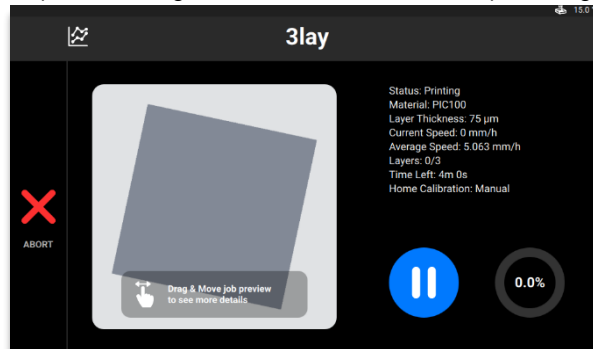 15.0
3lay
Status: Printing
Material: PIC100
Layer Thickness: 75 µm
Current Speed: 0 mm/h
Average Speed: 5.063 mm/h
Layers: 0/3
Time Left: 4m 0s
Home Calibration: Manual
ABORT
Drag & Move job preview
to see more details
0.0%